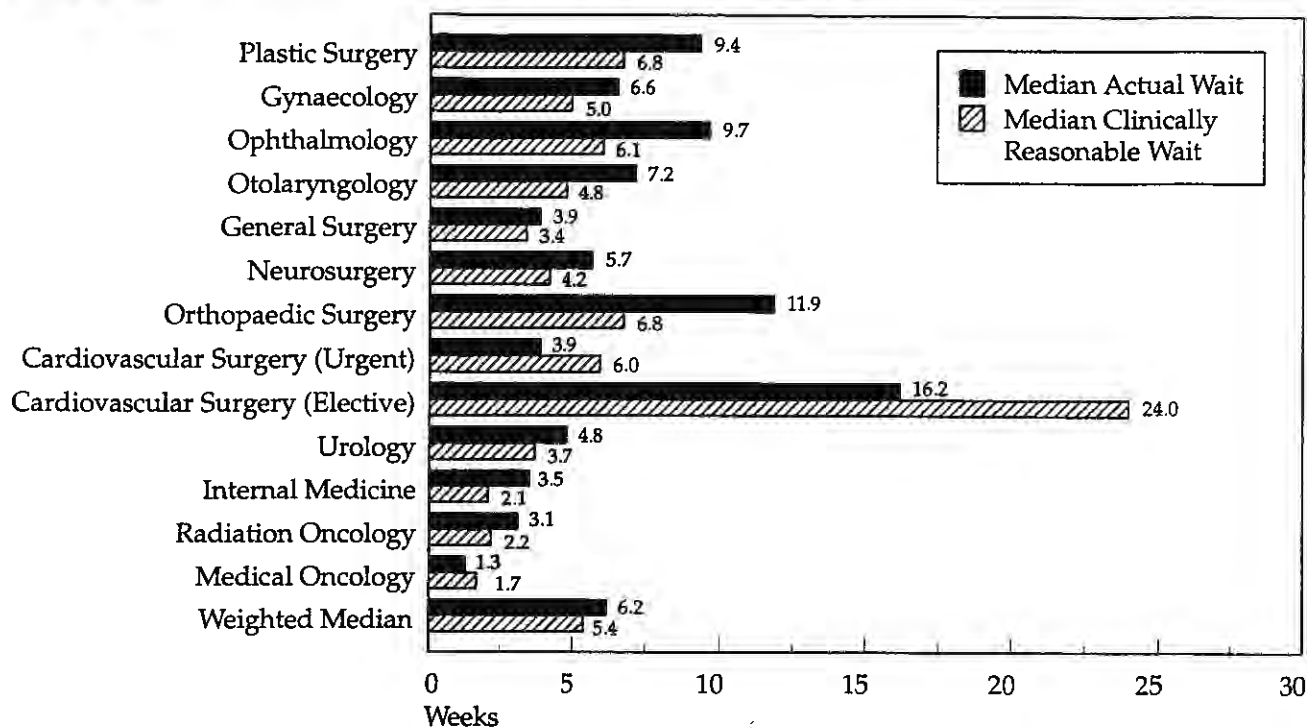 Plastic Surgery
9.4
6.8
Gynaecology
6.6
5.0
Ophthalmology
9.7
6.1
Otolaryngology
7.2
4.8
General Surgery
3.9
3.4
Neurosurgery
5.7
4.2
Orthopaedic Surgery
11.9
6.8
Cardiovascular Surgery (Urgent)
3.9
6.0
Cardiovascular Surgery (Elective)
16.2
24.0
Urology
4.8
3.7
Internal Medicine
3.5
2.1
Radiation Oncology
3.1
2.2
Medical Oncology
1.3
1.7
Weighted Median
6.2
5.4
Median Actual Wait
Median Clinically
Reasonable Wait
0 5 10 15 20 25 30
Weeks